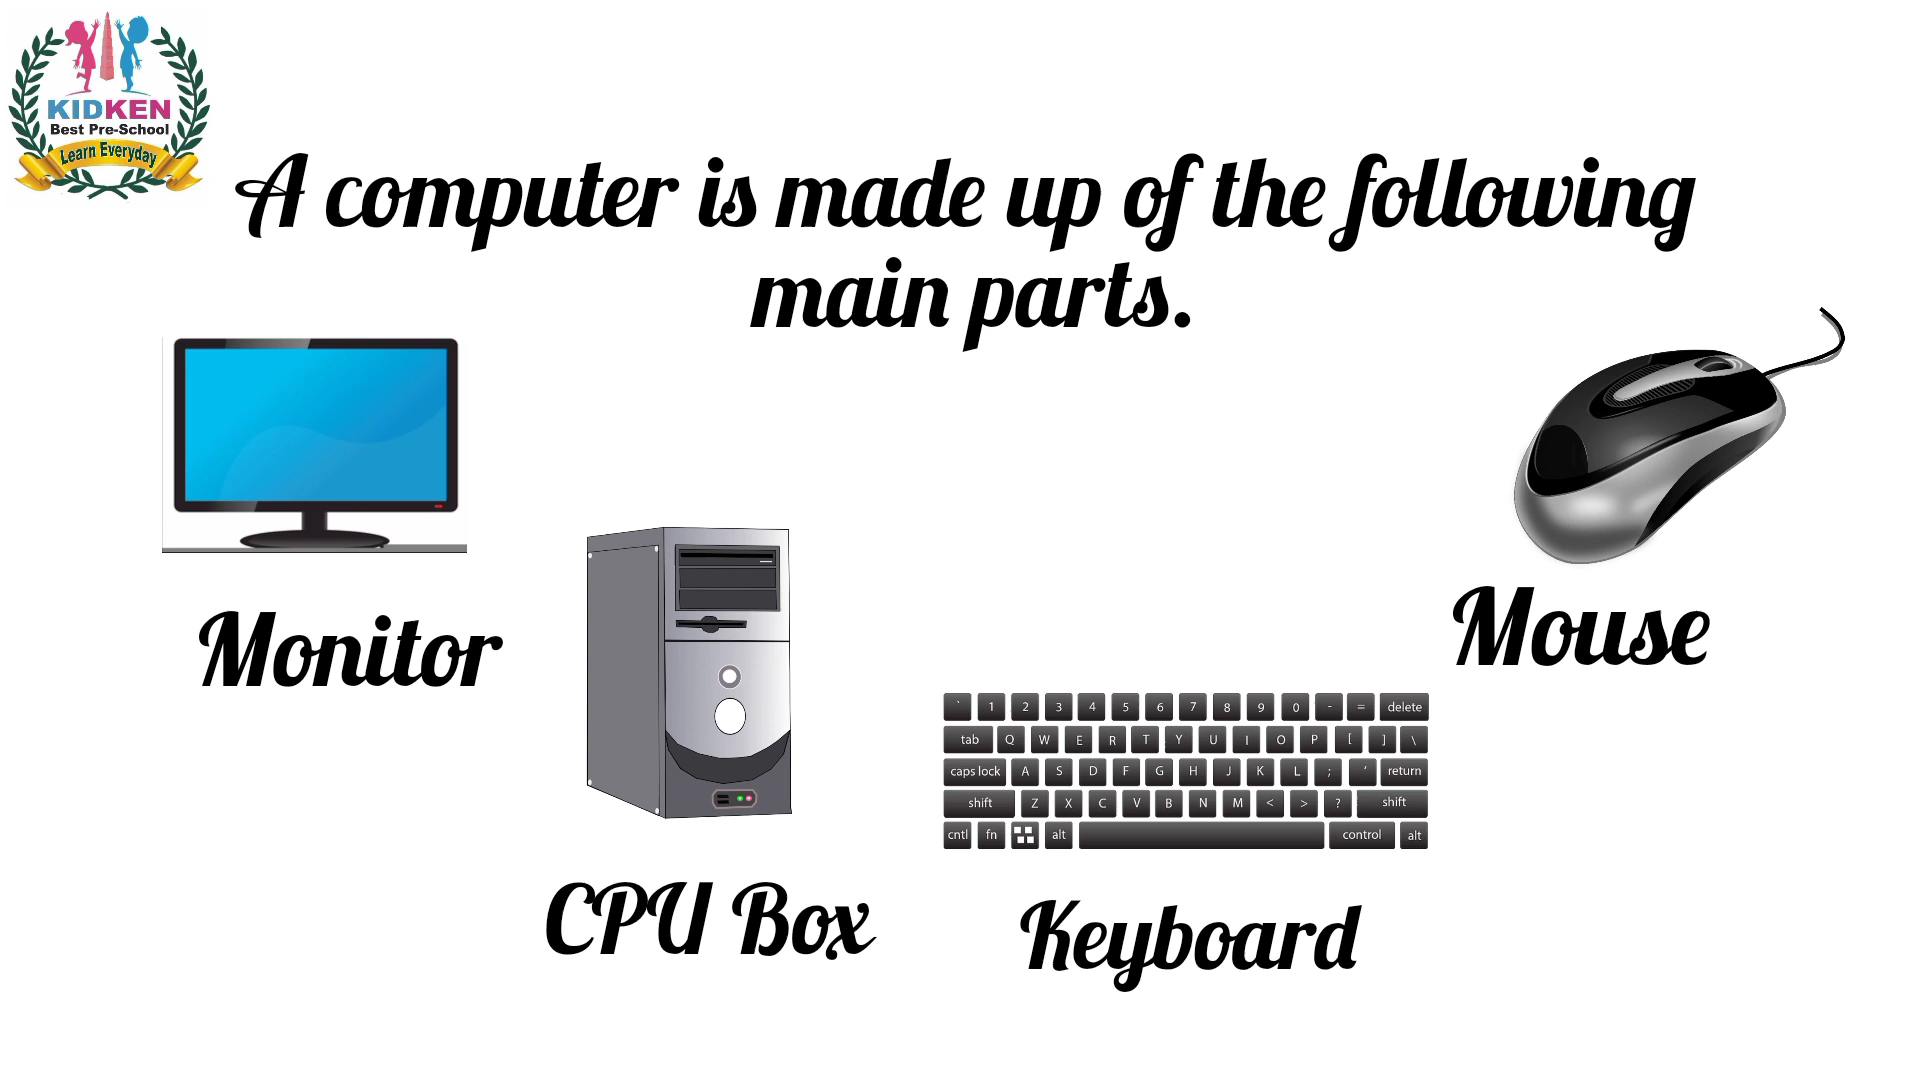 KIDKEN
Best Pre-School
Learn Everyday
A computer is made up of the following
main parts.
Monitor
Mouse
` 1 2 3 4 5 6 7 8 9 0 - = delete
tab Q W E R T Y U I O P [ ] \
caps lock A S D F G H J K L ; ' return
shift Z X C V B N M < > ? shift
cntl fn alt control alt
CPU Box
Keyboard